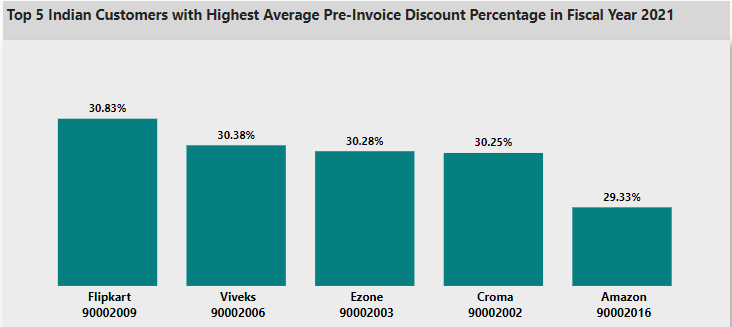 Top 5 Indian Customers with Highest Average Pre-Invoice Discount Percentage in Fiscal Year 2021
30.83%
30.38%
30.28%
30.25%
29.33%
Flipkart
90002009
Viveks
90002006
Ezone
90002003
Croma
90002002
Amazon
90002016